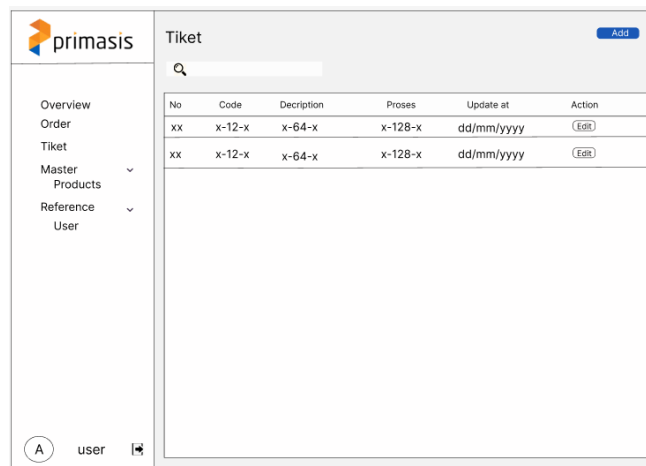 primasis
Overview
Order
Tiket
Master
Products
Reference
User
A user
Tiket
Add
No Code Decription Proses Update at Action
xx x-12-x x-64-x x-128-x dd/mm/yyyy Edit
xx x-12-x x-64-x x-128-x dd/mm/yyyy Edit